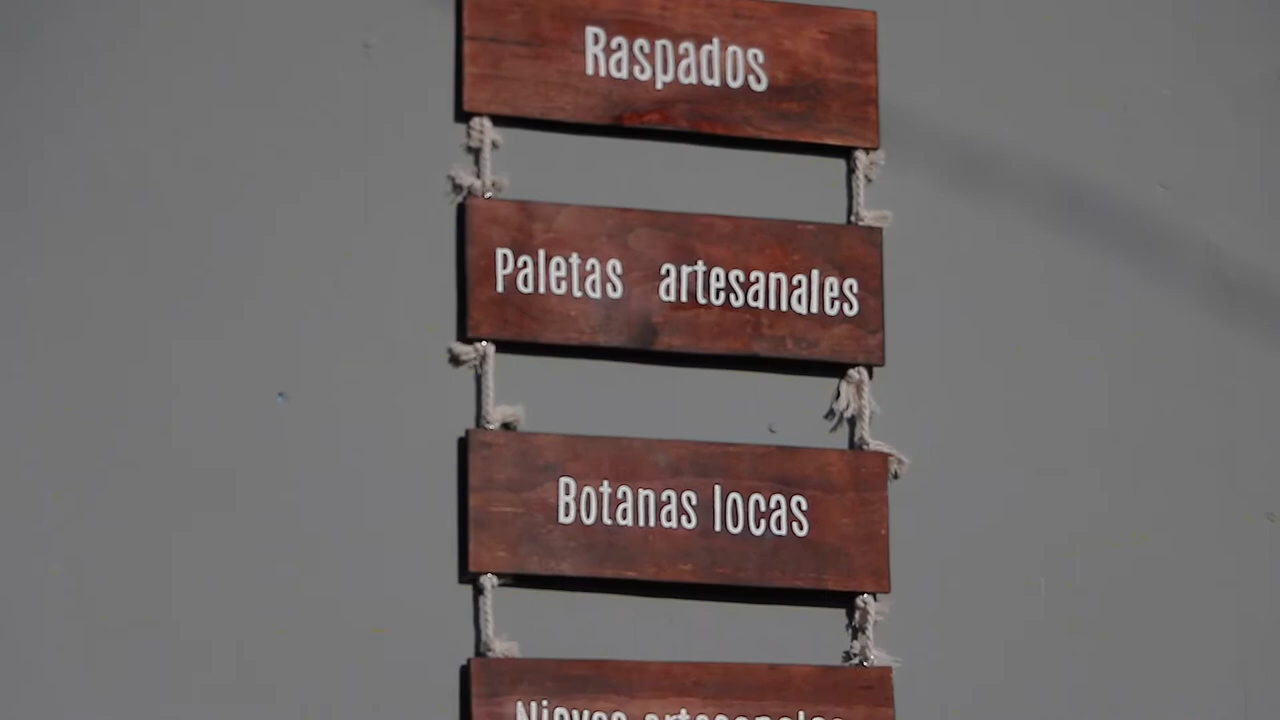 Raspados
Paletas artesanales
Botanas locas
Nieves artesanales